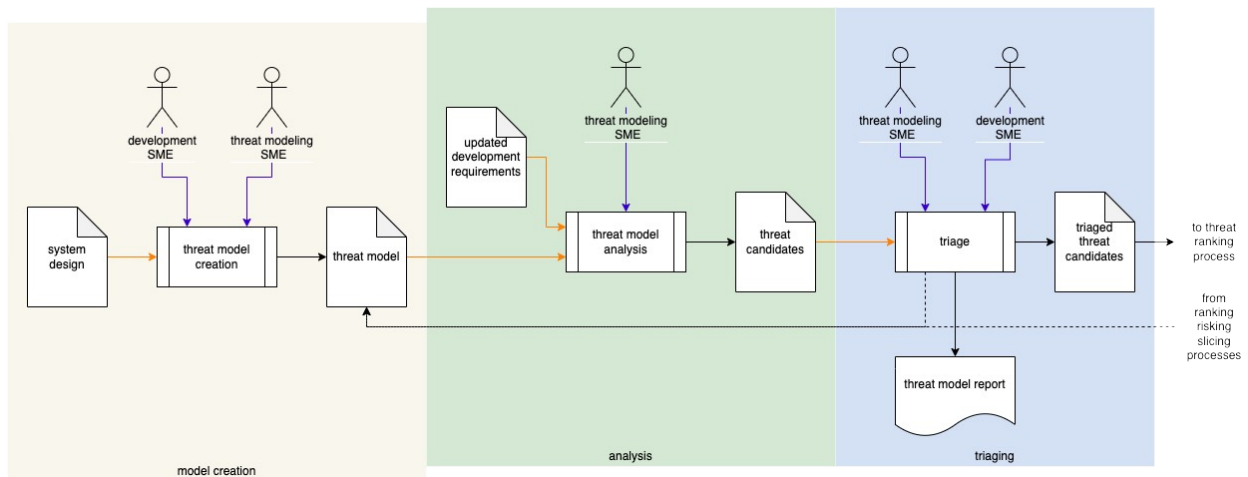 development
SME
threat modeling
SME
system
design
threat model
creation
threat model
model creation
updated
development
requirements
threat modeling
SME
threat model
analysis
threat
candidates
analysis
threat modeling
SME
development
SME
triage
triaged
threat
candidates
threat model report
triaging
to threat
ranking
process
from
ranking
risking
slicing
processes